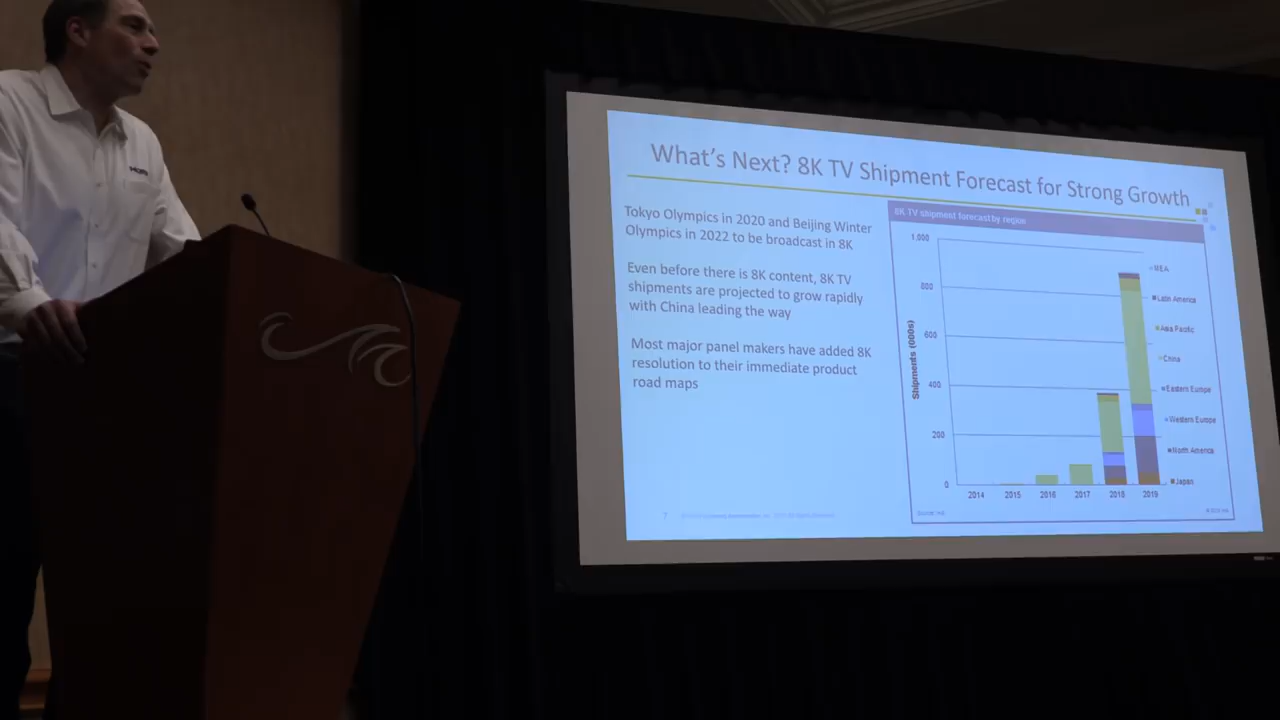 What's Next? 8K TV Shipment Forecast for Strong Growth
Tokyo Olympics in 2020 and Beijing Winter
Olympics in 2022 to be broadcast in 8K
Even before there is 8K content, 8K TV
shipments are projected to grow rapidly
with China leading the way
Most major panel makers have added 8K
resolution to their immediate product
road maps
7
8K TV shipment forecast by region
Shipments (000s)
1,000
800
600
400
200
0
2014 2015 2016 2017 2018 2019
MEA
Latin America
Asia Pacific
China
Eastern Europe
Western Europe
North America
Japan